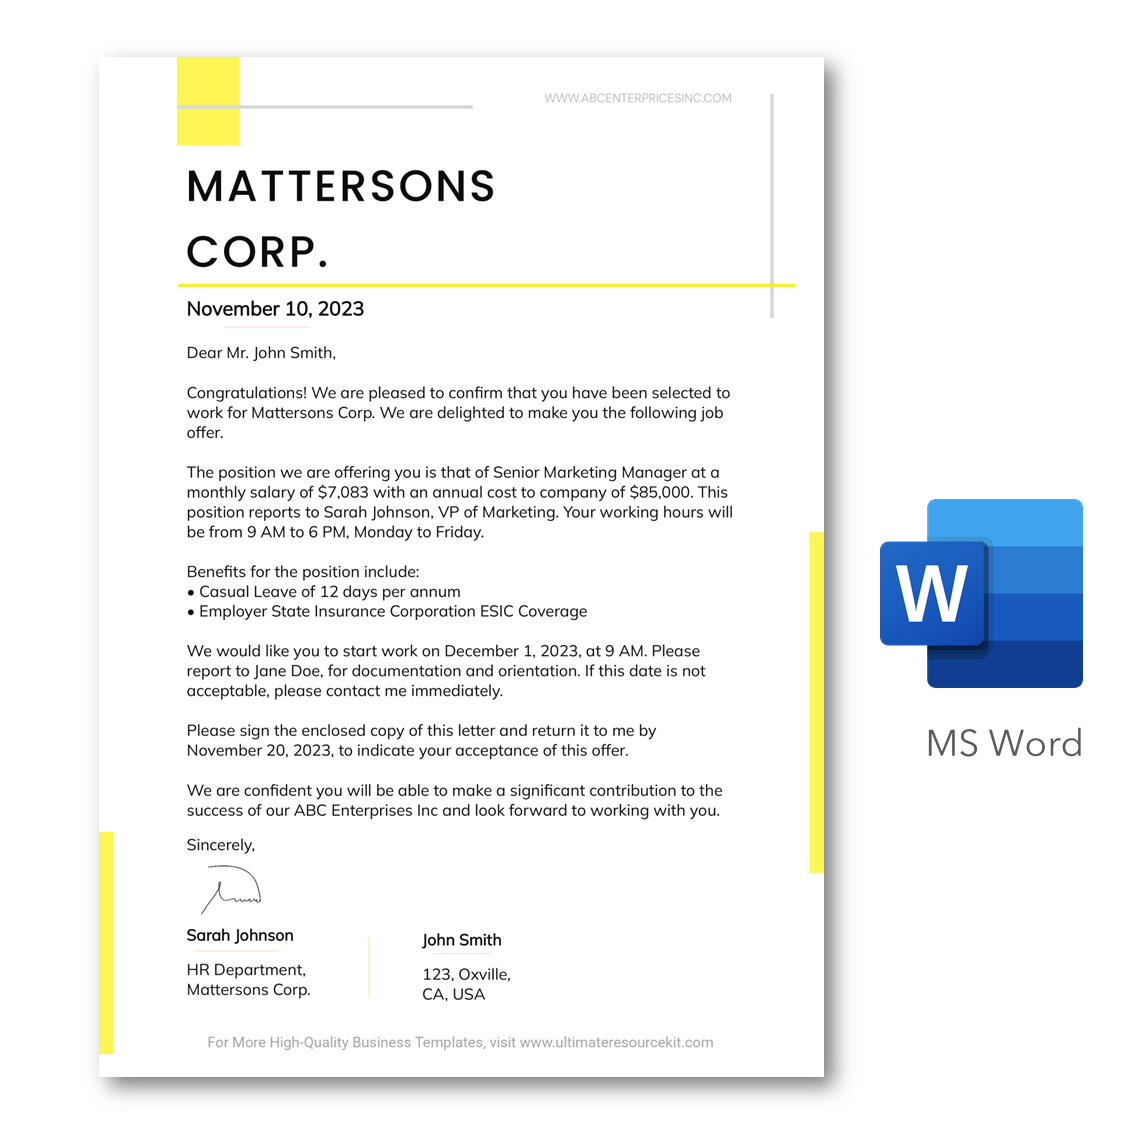 WWW.ABCENTERPRICESINC.COM
MATTERSONS
CORP.
November 10, 2023
Dear Mr. John Smith,
Congratulations! We are pleased to confirm that you have been selected to
work for Mattersons Corp. We are delighted to make you the following job
offer.
The position we are offering you is that of Senior Marketing Manager at a
monthly salary of $7,083 with an annual cost to company of $85,000. This
position reports to Sarah Johnson, VP of Marketing. Your working hours will
be from 9 AM to 6 PM, Monday to Friday.
Benefits for the position include:
• Casual Leave of 12 days per annum
• Employer State Insurance Corporation ESIC Coverage
We would like you to start work on December 1, 2023, at 9 AM. Please
report to Jane Doe, for documentation and orientation. If this date is not
acceptable, please contact me immediately.
Please sign the enclosed copy of this letter and return it to me by
November 20, 2023, to indicate your acceptance of this offer.
We are confident you will be able to make a significant contribution to the
success of our ABC Enterprises Inc and look forward to working with you.
Sincerely,
Sarah Johnson
HR Department,
Mattersons Corp.
John Smith
123, Oxville,
CA, USA
For More High-Quality Business Templates, visit www.ultimateresourcekit.com
W
MS Word